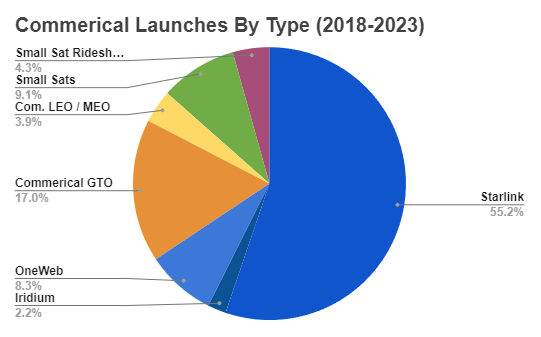 Commerical Launches By Type (2018-2023)
Small Sat Ridesh…
4.3%
Small Sats
9.1%
Com. LEO / MEO
3.9%
Commerical GTO
17.0%
OneWeb
8.3%
Iridium
2.2%
Starlink
55.2%